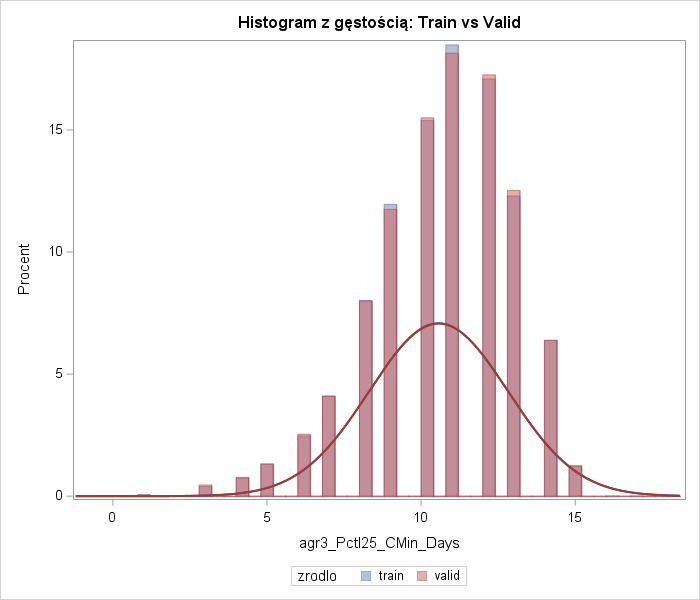 Histogram z gęstością: Train vs Valid
Procent
15
10
5
0
0 5 10 15
agr3_Pctl25_CMin_Days
zrodlo train valid